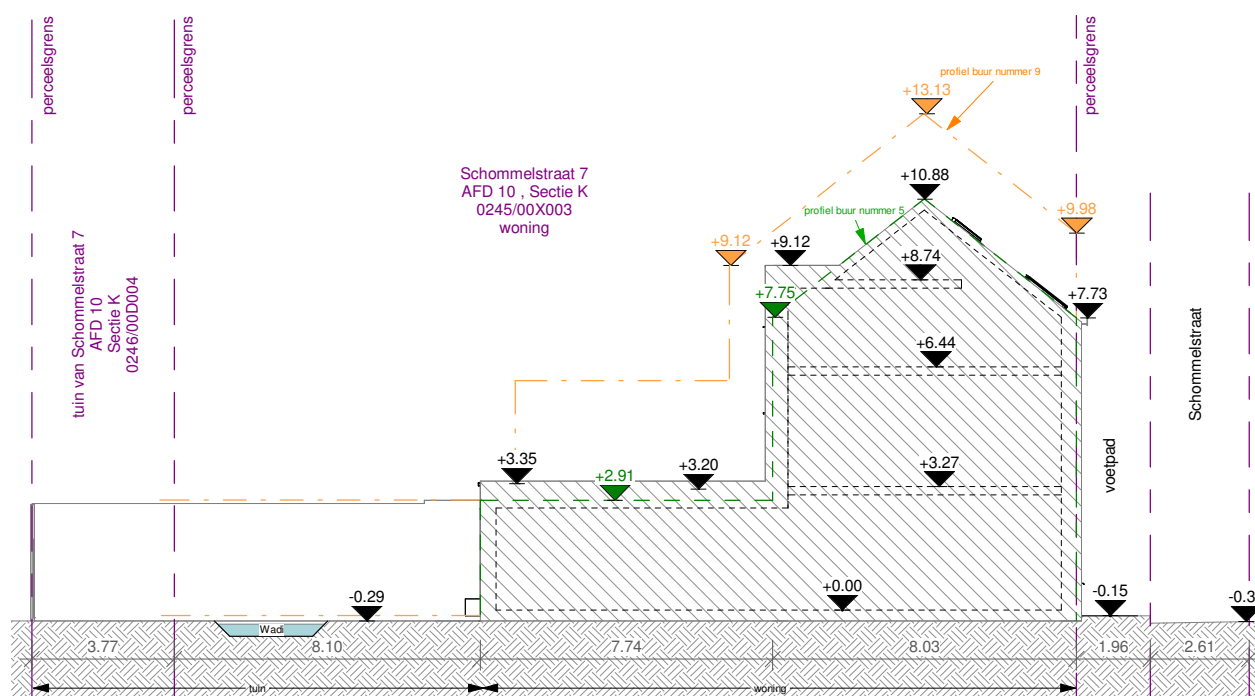 perceelsgrens
perceelsgrens
perceelsgrens
profiel buur nummer 9
+13.13
Schommelstraat 7
AFD 10 , Sectie K
0245/00X003
woning
+10.88
profiel buur nummer 5
+9.98
+9.12
+9.12
+8.74
+7.75
+7.73
tuin van Schommelstraat 7
AFD 10
Sectie K
0246/00D004
+6.44
Schommelstraat
voetpad
+3.35
+2.91
+3.20
+3.27
-0.29
+0.00
-0.15
-0.3
Wadi
3.77
8.10
7.74
8.03
1.96
2.61
tuin
woning